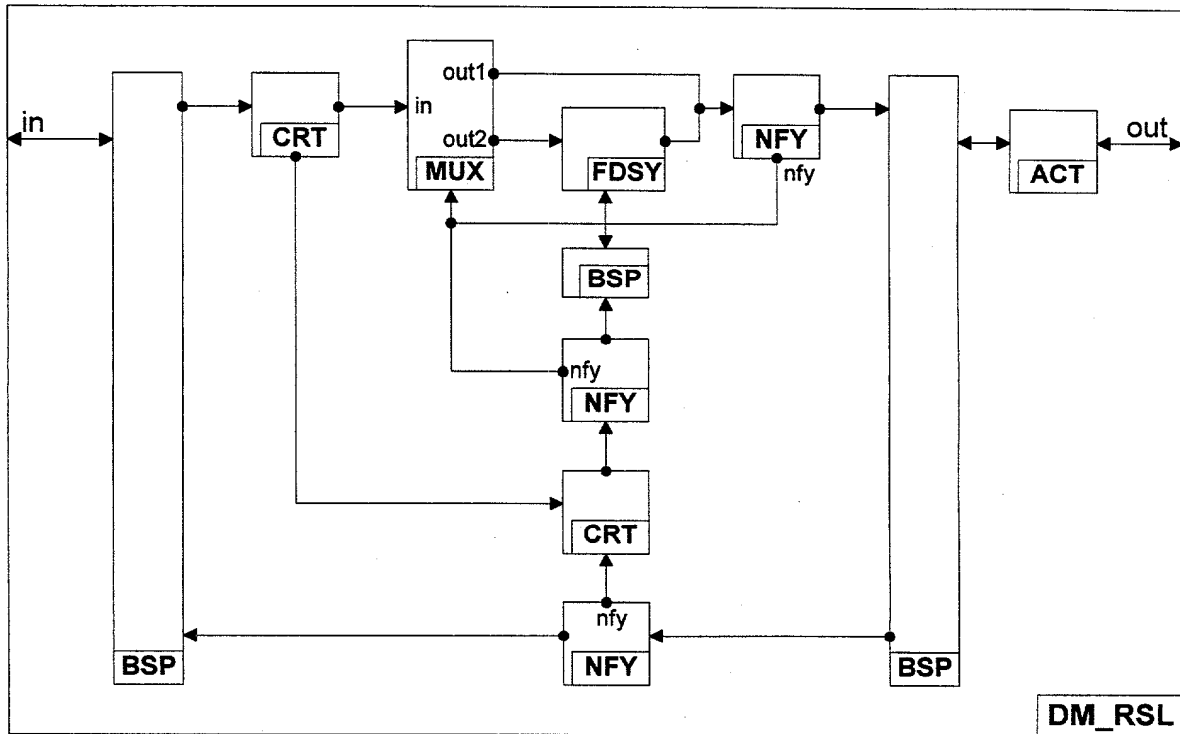 out1
in
in
out2
out
CRT
MUX
FDSY
NFY
nfy
ACT
BSP
nfy
NFY
CRT
nfy
BSP
NFY
BSP
DM_RSL